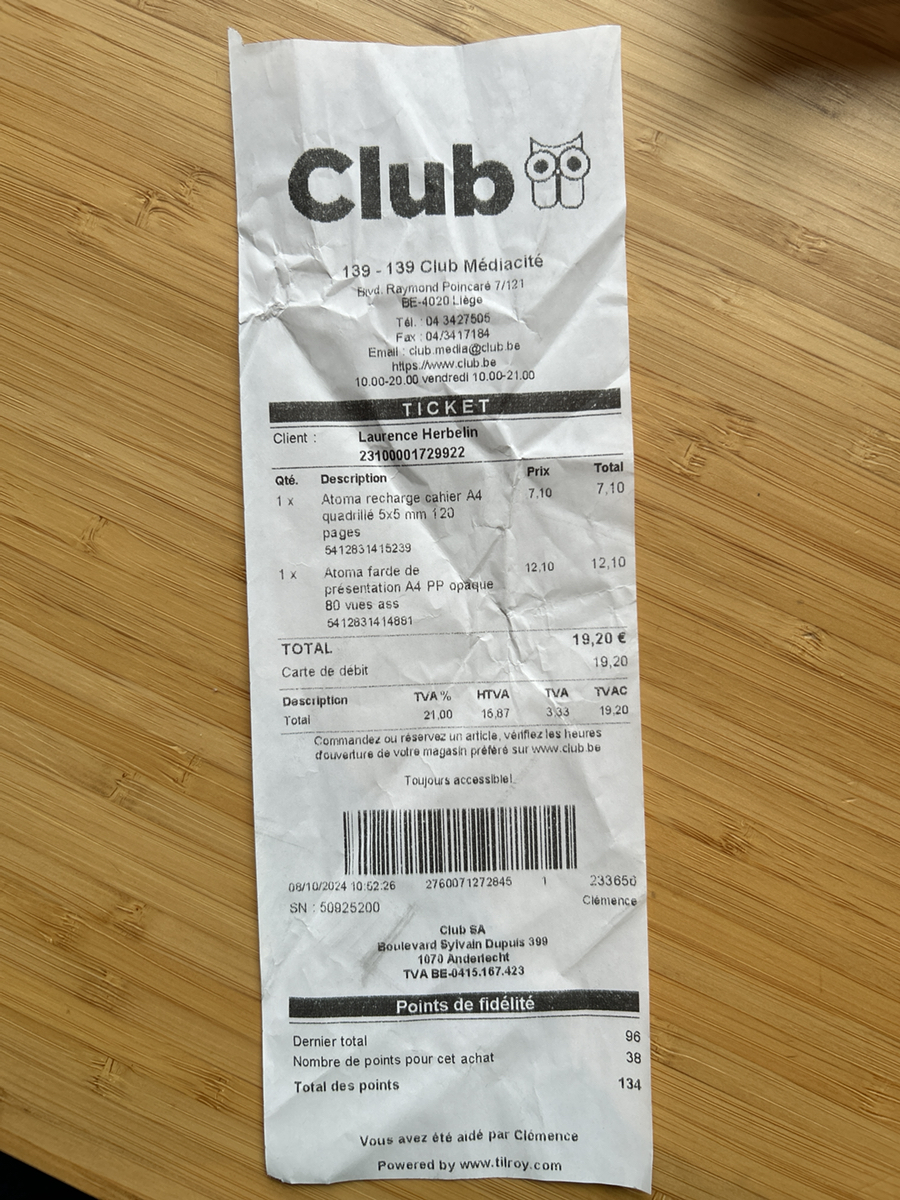 Club
139 - 139 Club Médiacité
Blvd. Raymond Poincaré 7/121
BE-4020 Liège
Tél. : 04 3427505
Fax : 04/3417184
Email : club.media@club.be
https://www.club.be
10.00-20.00 vendredi 10.00-21.00
TICKET
Client : Laurence Herbelin
23100001729922
Qté. Description Prix Total
1 x Atoma recharge cahier A4 7,10 7,10
quadrillé 5x5 mm 120
pages
5412831415239
1 x Atoma farde de 12,10 12,10
présentation A4 PP opaque
80 vues ass
5412831414881
TOTAL 19,20 €
Carte de débit 19,20
Description TVA % HTVA TVA TVAC
Total 21,00 15,87 3,33 19,20
Commandez ou réservez un article, vérifiez les heures
d'ouverture de votre magasin préféré sur www.club.be
Toujours accessible!
08/10/2024 10:52:26 2760071272845 1 233656
SN : 50925200 Clémence
Club SA
Boulevard Sylvain Dupuis 399
1070 Anderlecht
TVA BE-0415.167.423
Points de fidélité
Dernier total 96
Nombre de points pour cet achat 38
Total des points 134
Vous avez été aidé par Clémence
Powered by www.tilroy.com